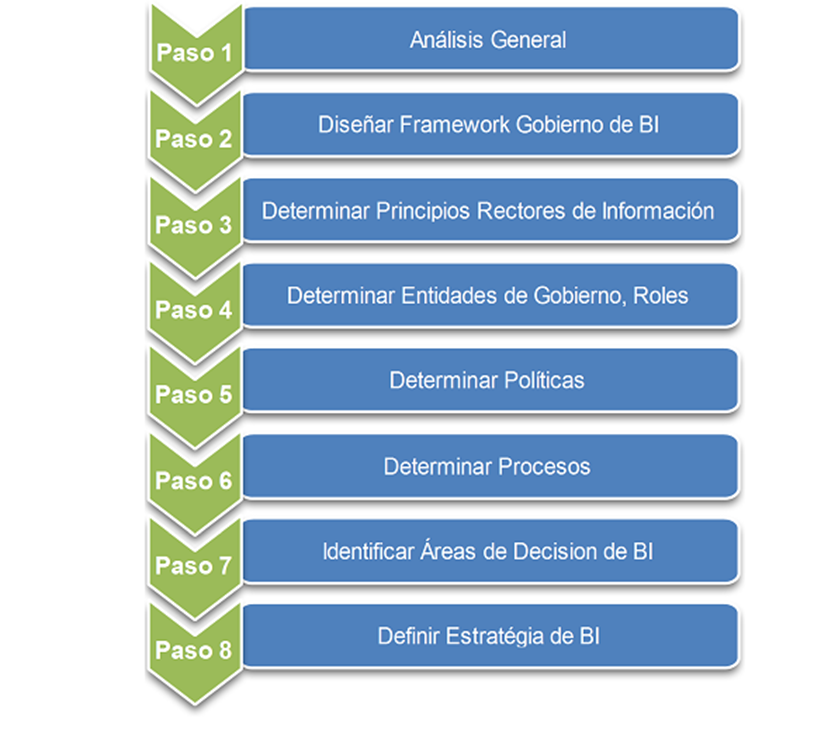 Paso 1
Análisis General
Paso 2
Diseñar Framework Gobierno de BI
Paso 3
Determinar Principios Rectores de Información
Paso 4
Determinar Entidades de Gobierno, Roles
Paso 5
Determinar Políticas
Paso 6
Determinar Procesos
Paso 7
Identificar Áreas de Decision de BI
Paso 8
Definir Estratégia de BI